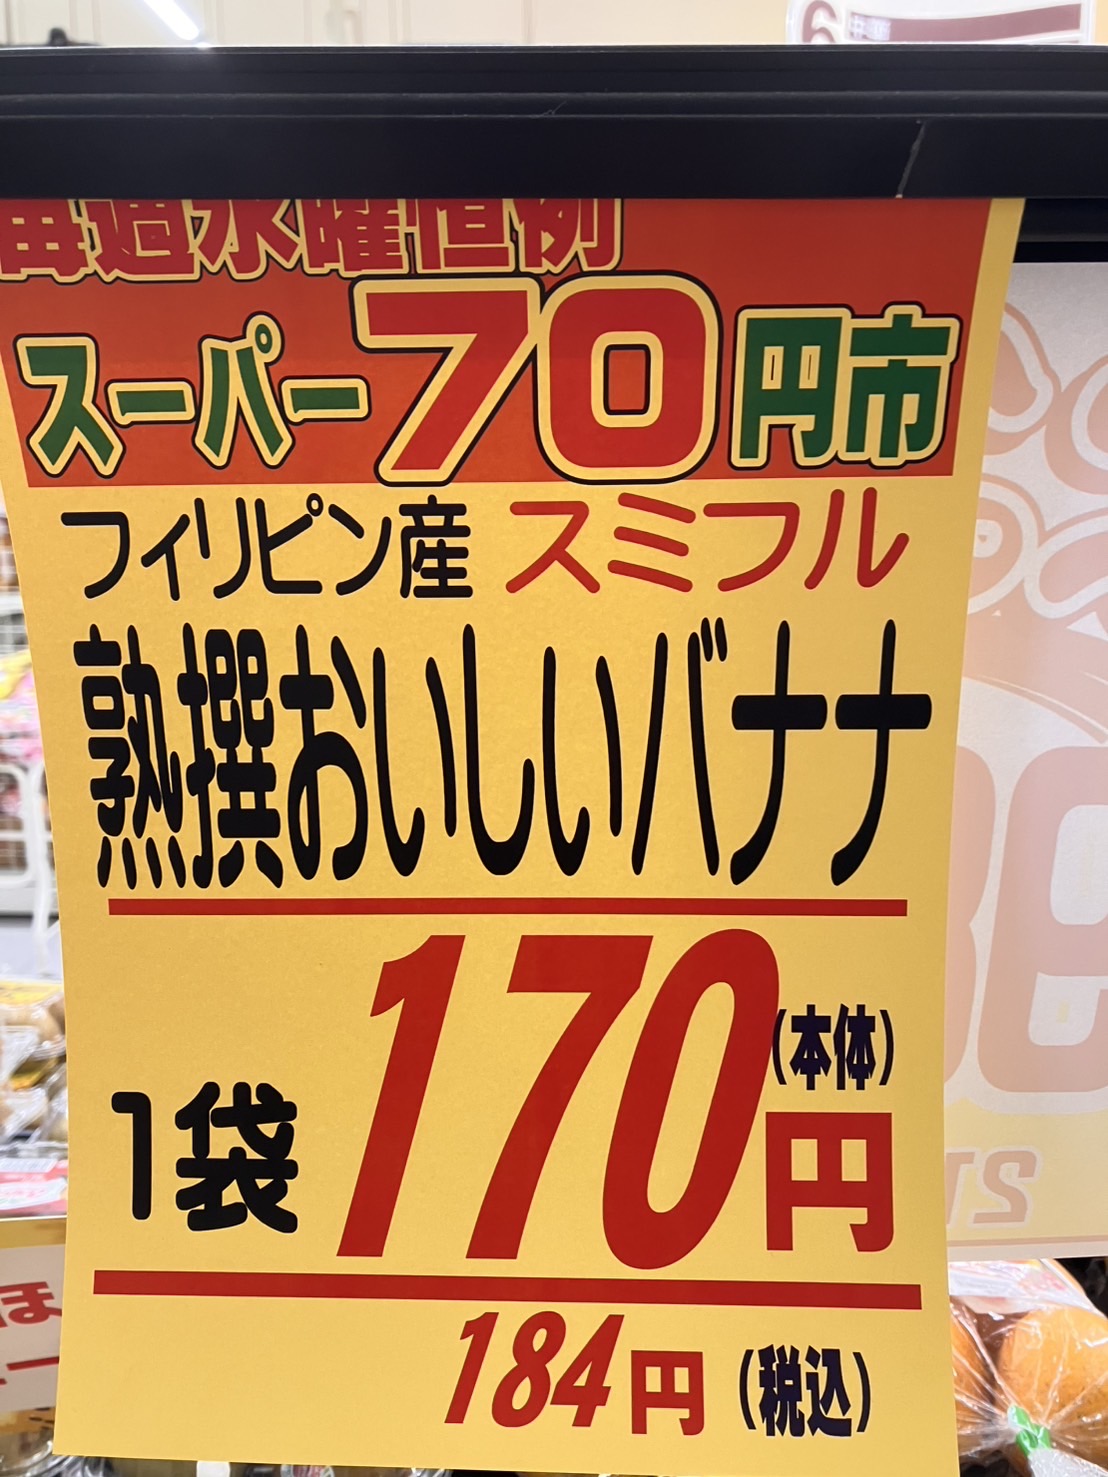 毎週水曜恒例
スーパー70円市
フィリピン産 スミフル
熟撰おいしいバナナ
1袋 170円 (本体)
184円 (税込)